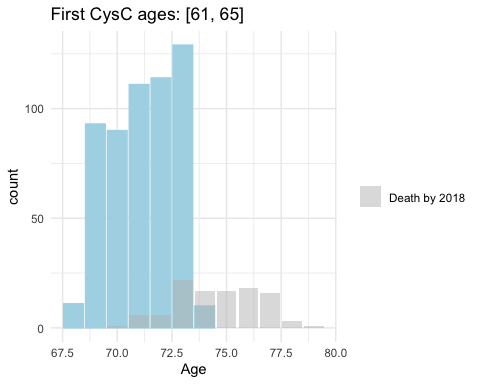 First CysC ages: [61, 65]
count
100
50
0
67.5 70.0 72.5 75.0 77.5 80.0
Age
Death by 2018